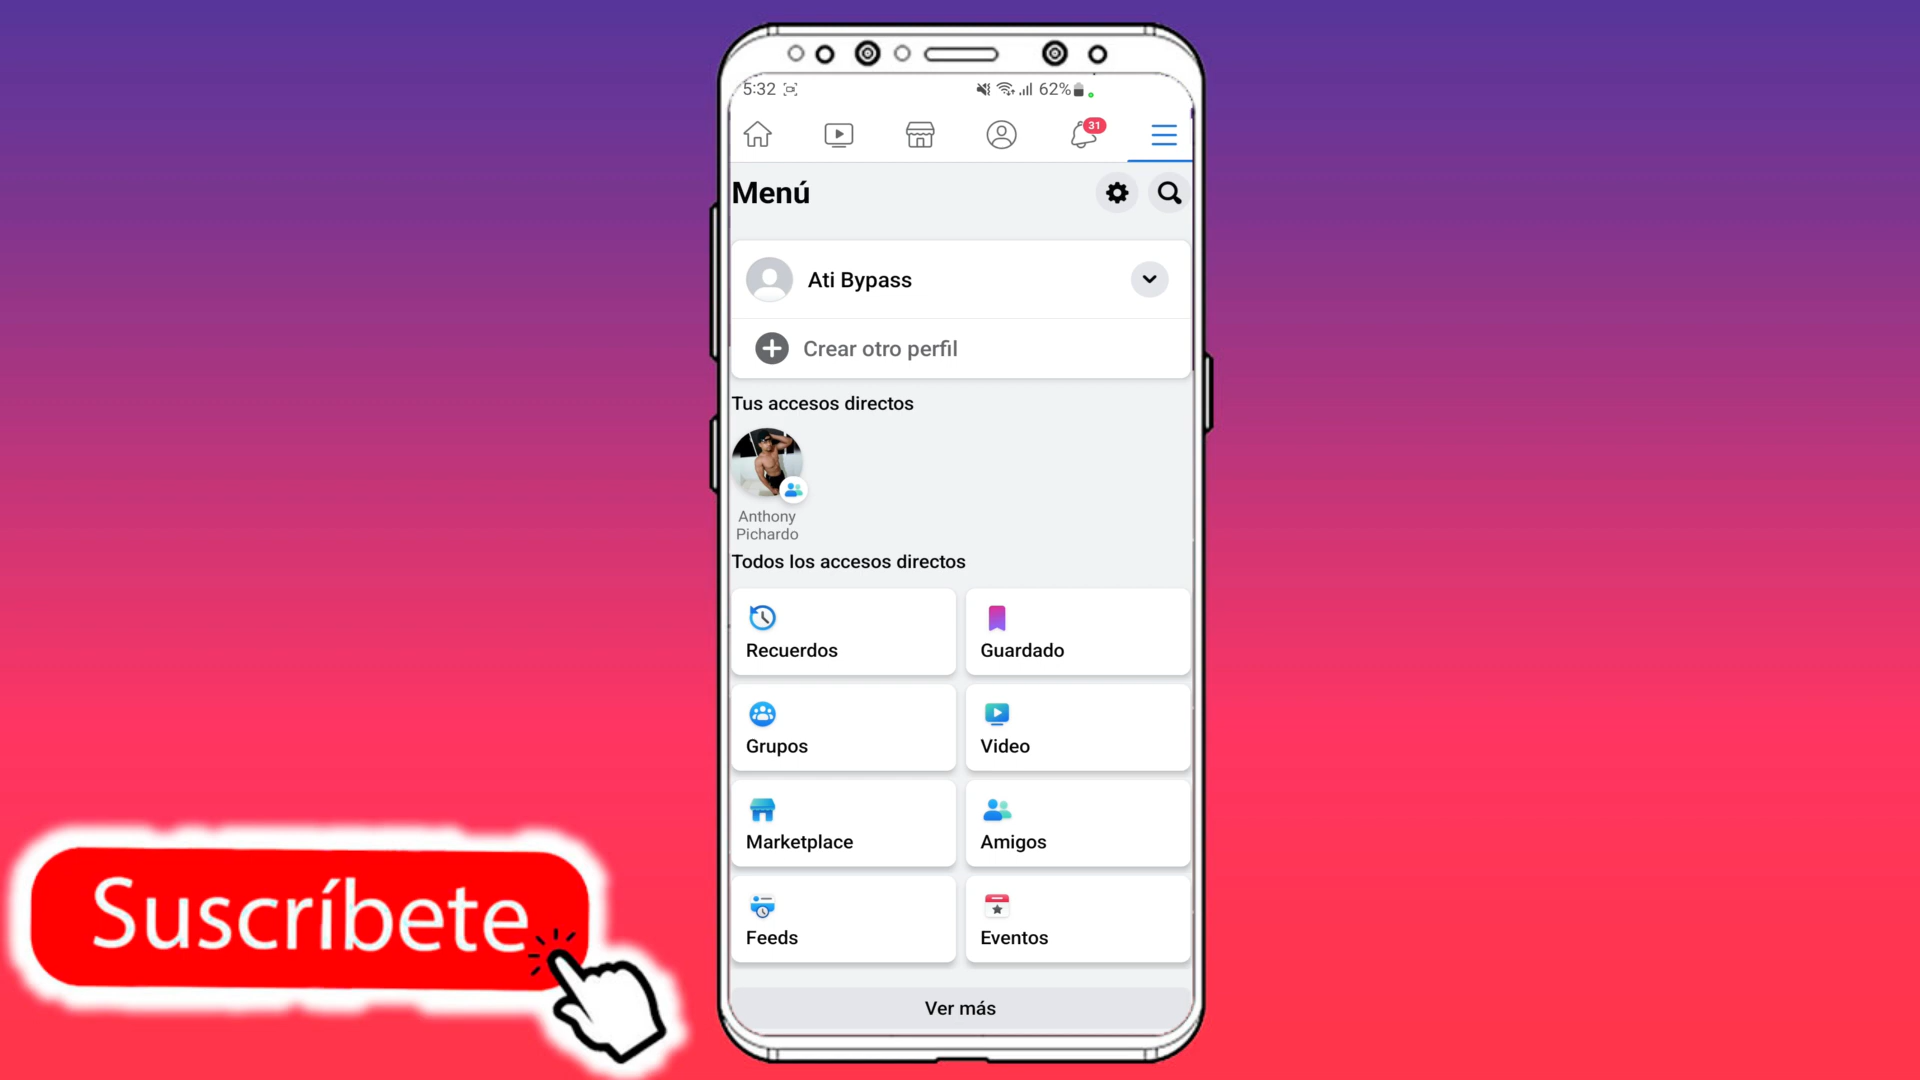 5:32
62%
31
Menú
Ati Bypass
Crear otro perfil
Tus accesos directos
Anthony
Pichardo
Todos los accesos directos
Recuerdos
Guardado
Grupos
Video
Marketplace
Amigos
Feeds
Eventos
Ver más
Suscríbete